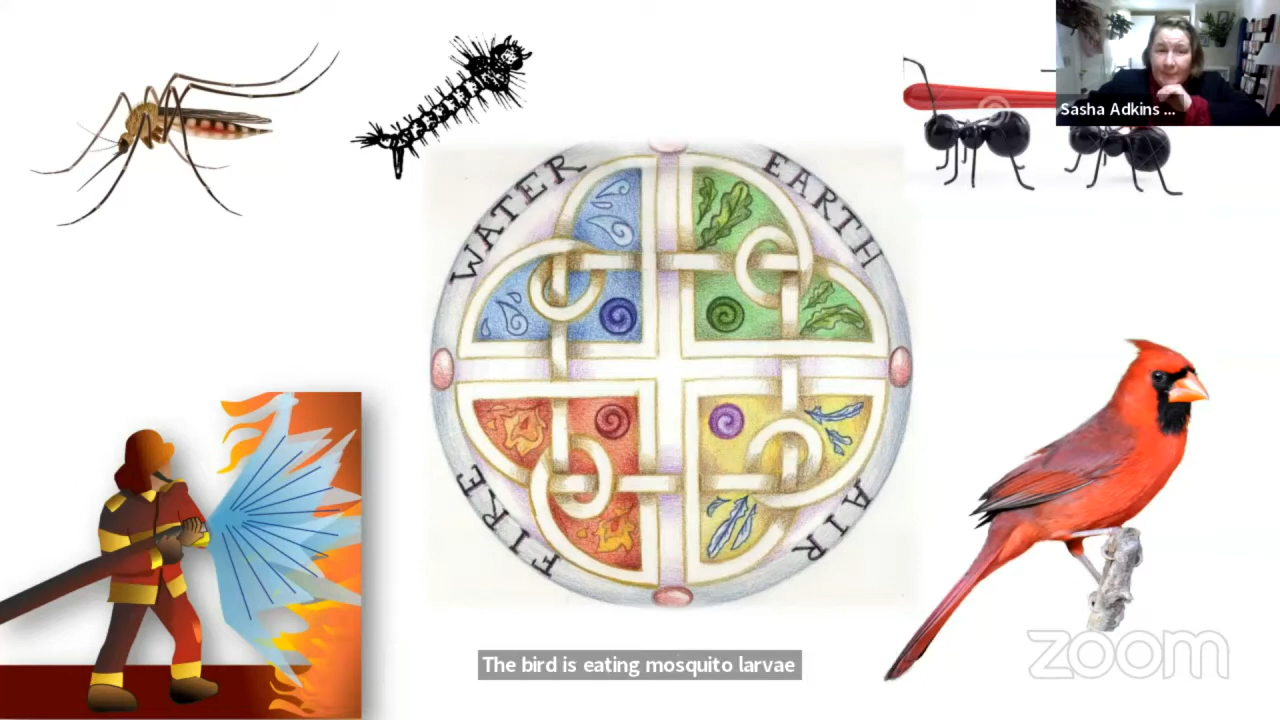 Sasha Adkins ...
WATER
EARTH
FIRE
AIR
The bird is eating mosquito larvae
zoom